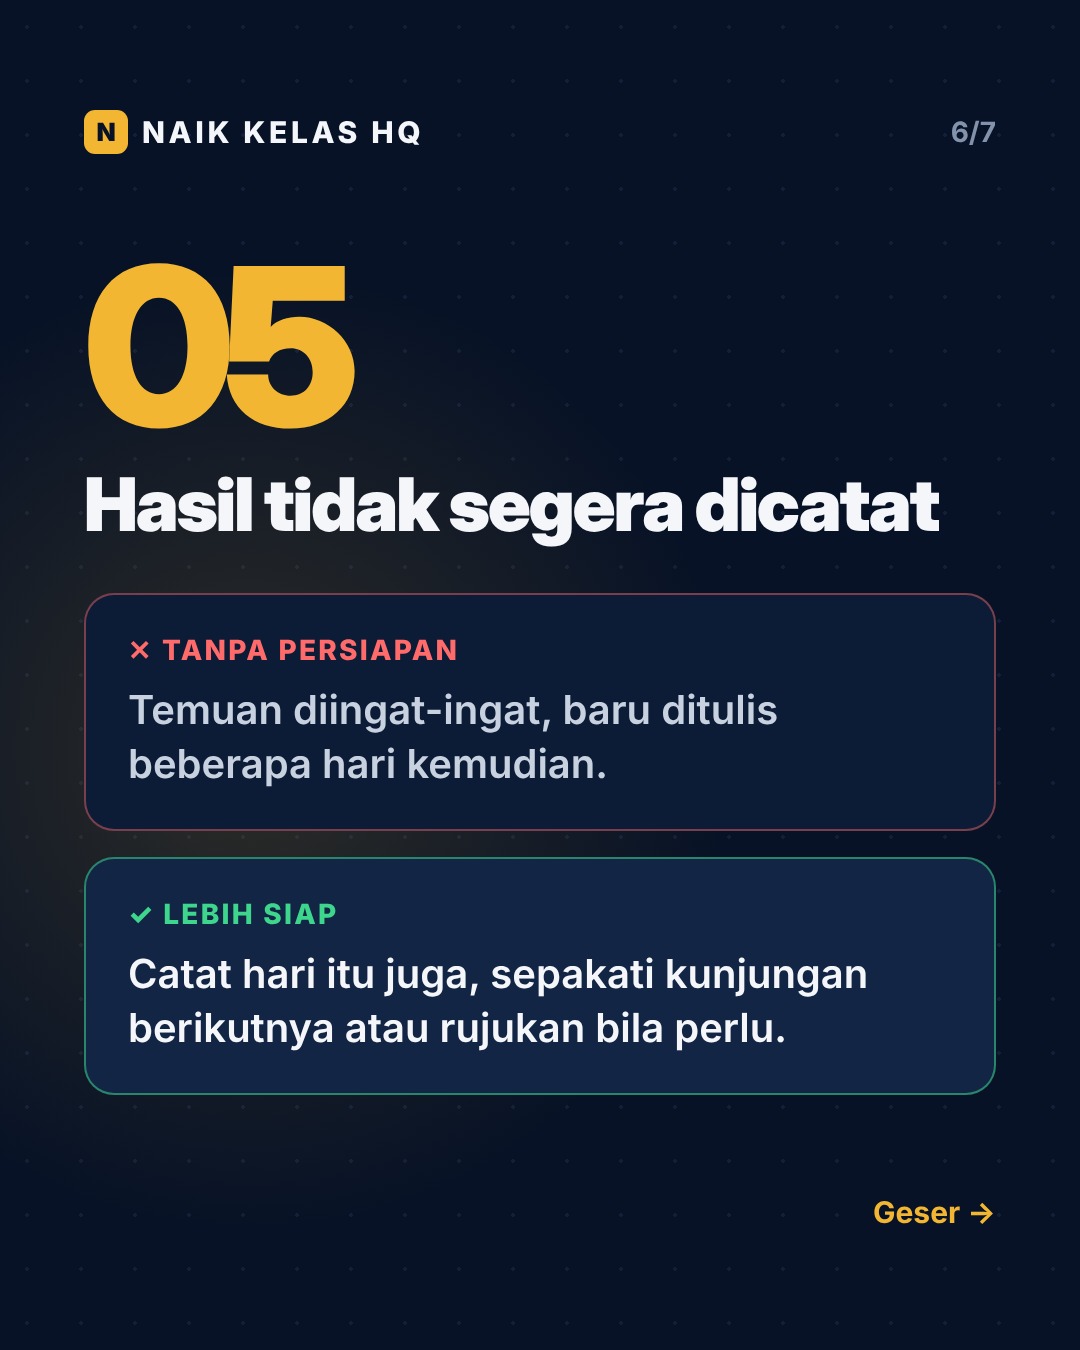 N NAIK KELAS HQ
6/7
05
Hasil tidak segera dicatat
✕ TANPA PERSIAPAN
Temuan diingat-ingat, baru ditulis
beberapa hari kemudian.
✓ LEBIH SIAP
Catat hari itu juga, sepakati kunjungan
berikutnya atau rujukan bila perlu.
Geser →